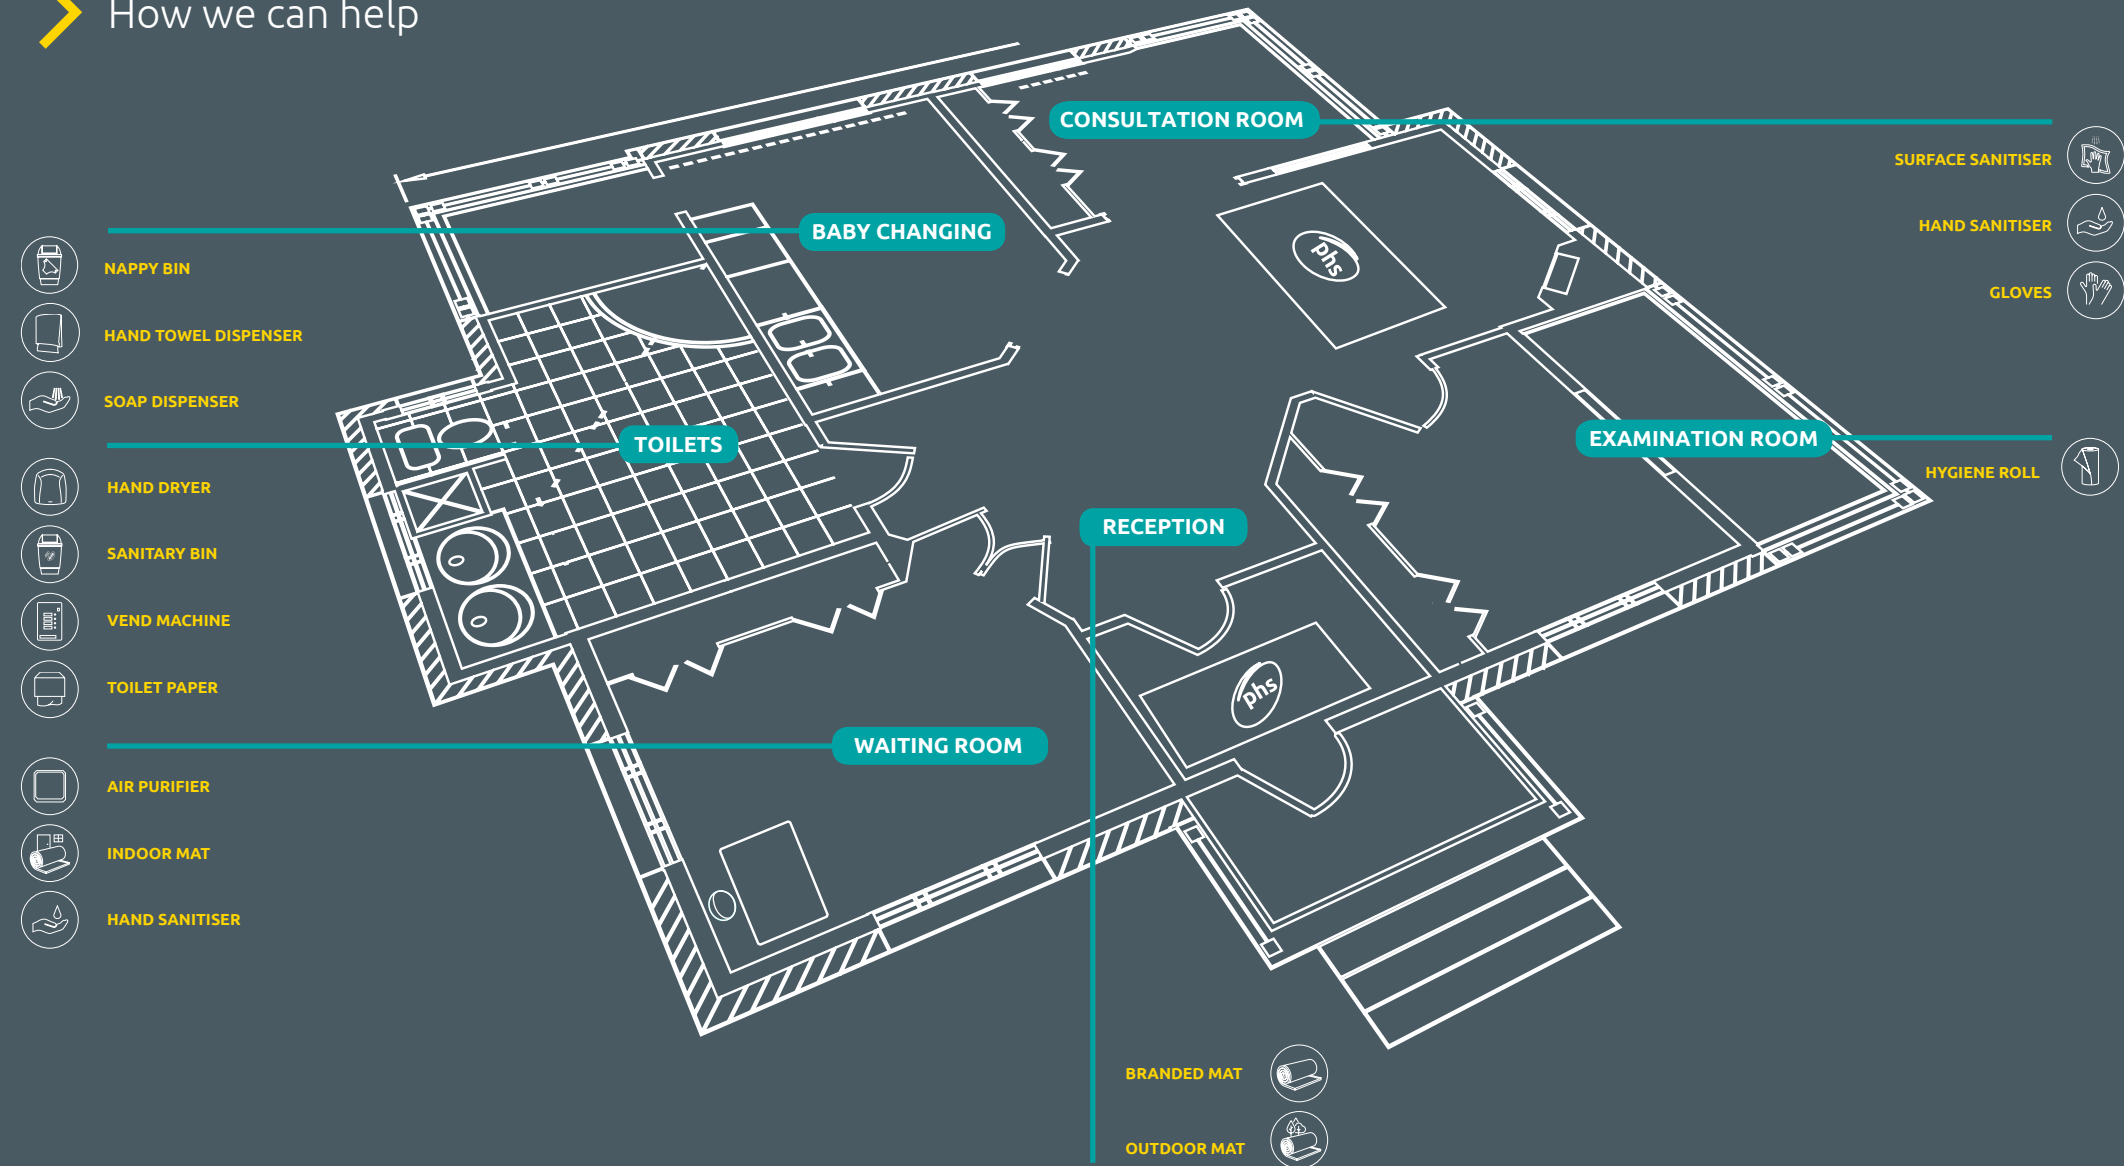 How we can help
CONSULTATION ROOM
SURFACE SANITISER
HAND SANITISER
GLOVES
BABY CHANGING
NAPPY BIN
HAND TOWEL DISPENSER
SOAP DISPENSER
phs
TOILETS
HAND DRYER
SANITARY BIN
VEND MACHINE
TOILET PAPER
EXAMINATION ROOM
HYGIENE ROLL
RECEPTION
phs
WAITING ROOM
AIR PURIFIER
INDOOR MAT
HAND SANITISER
BRANDED MAT
OUTDOOR MAT